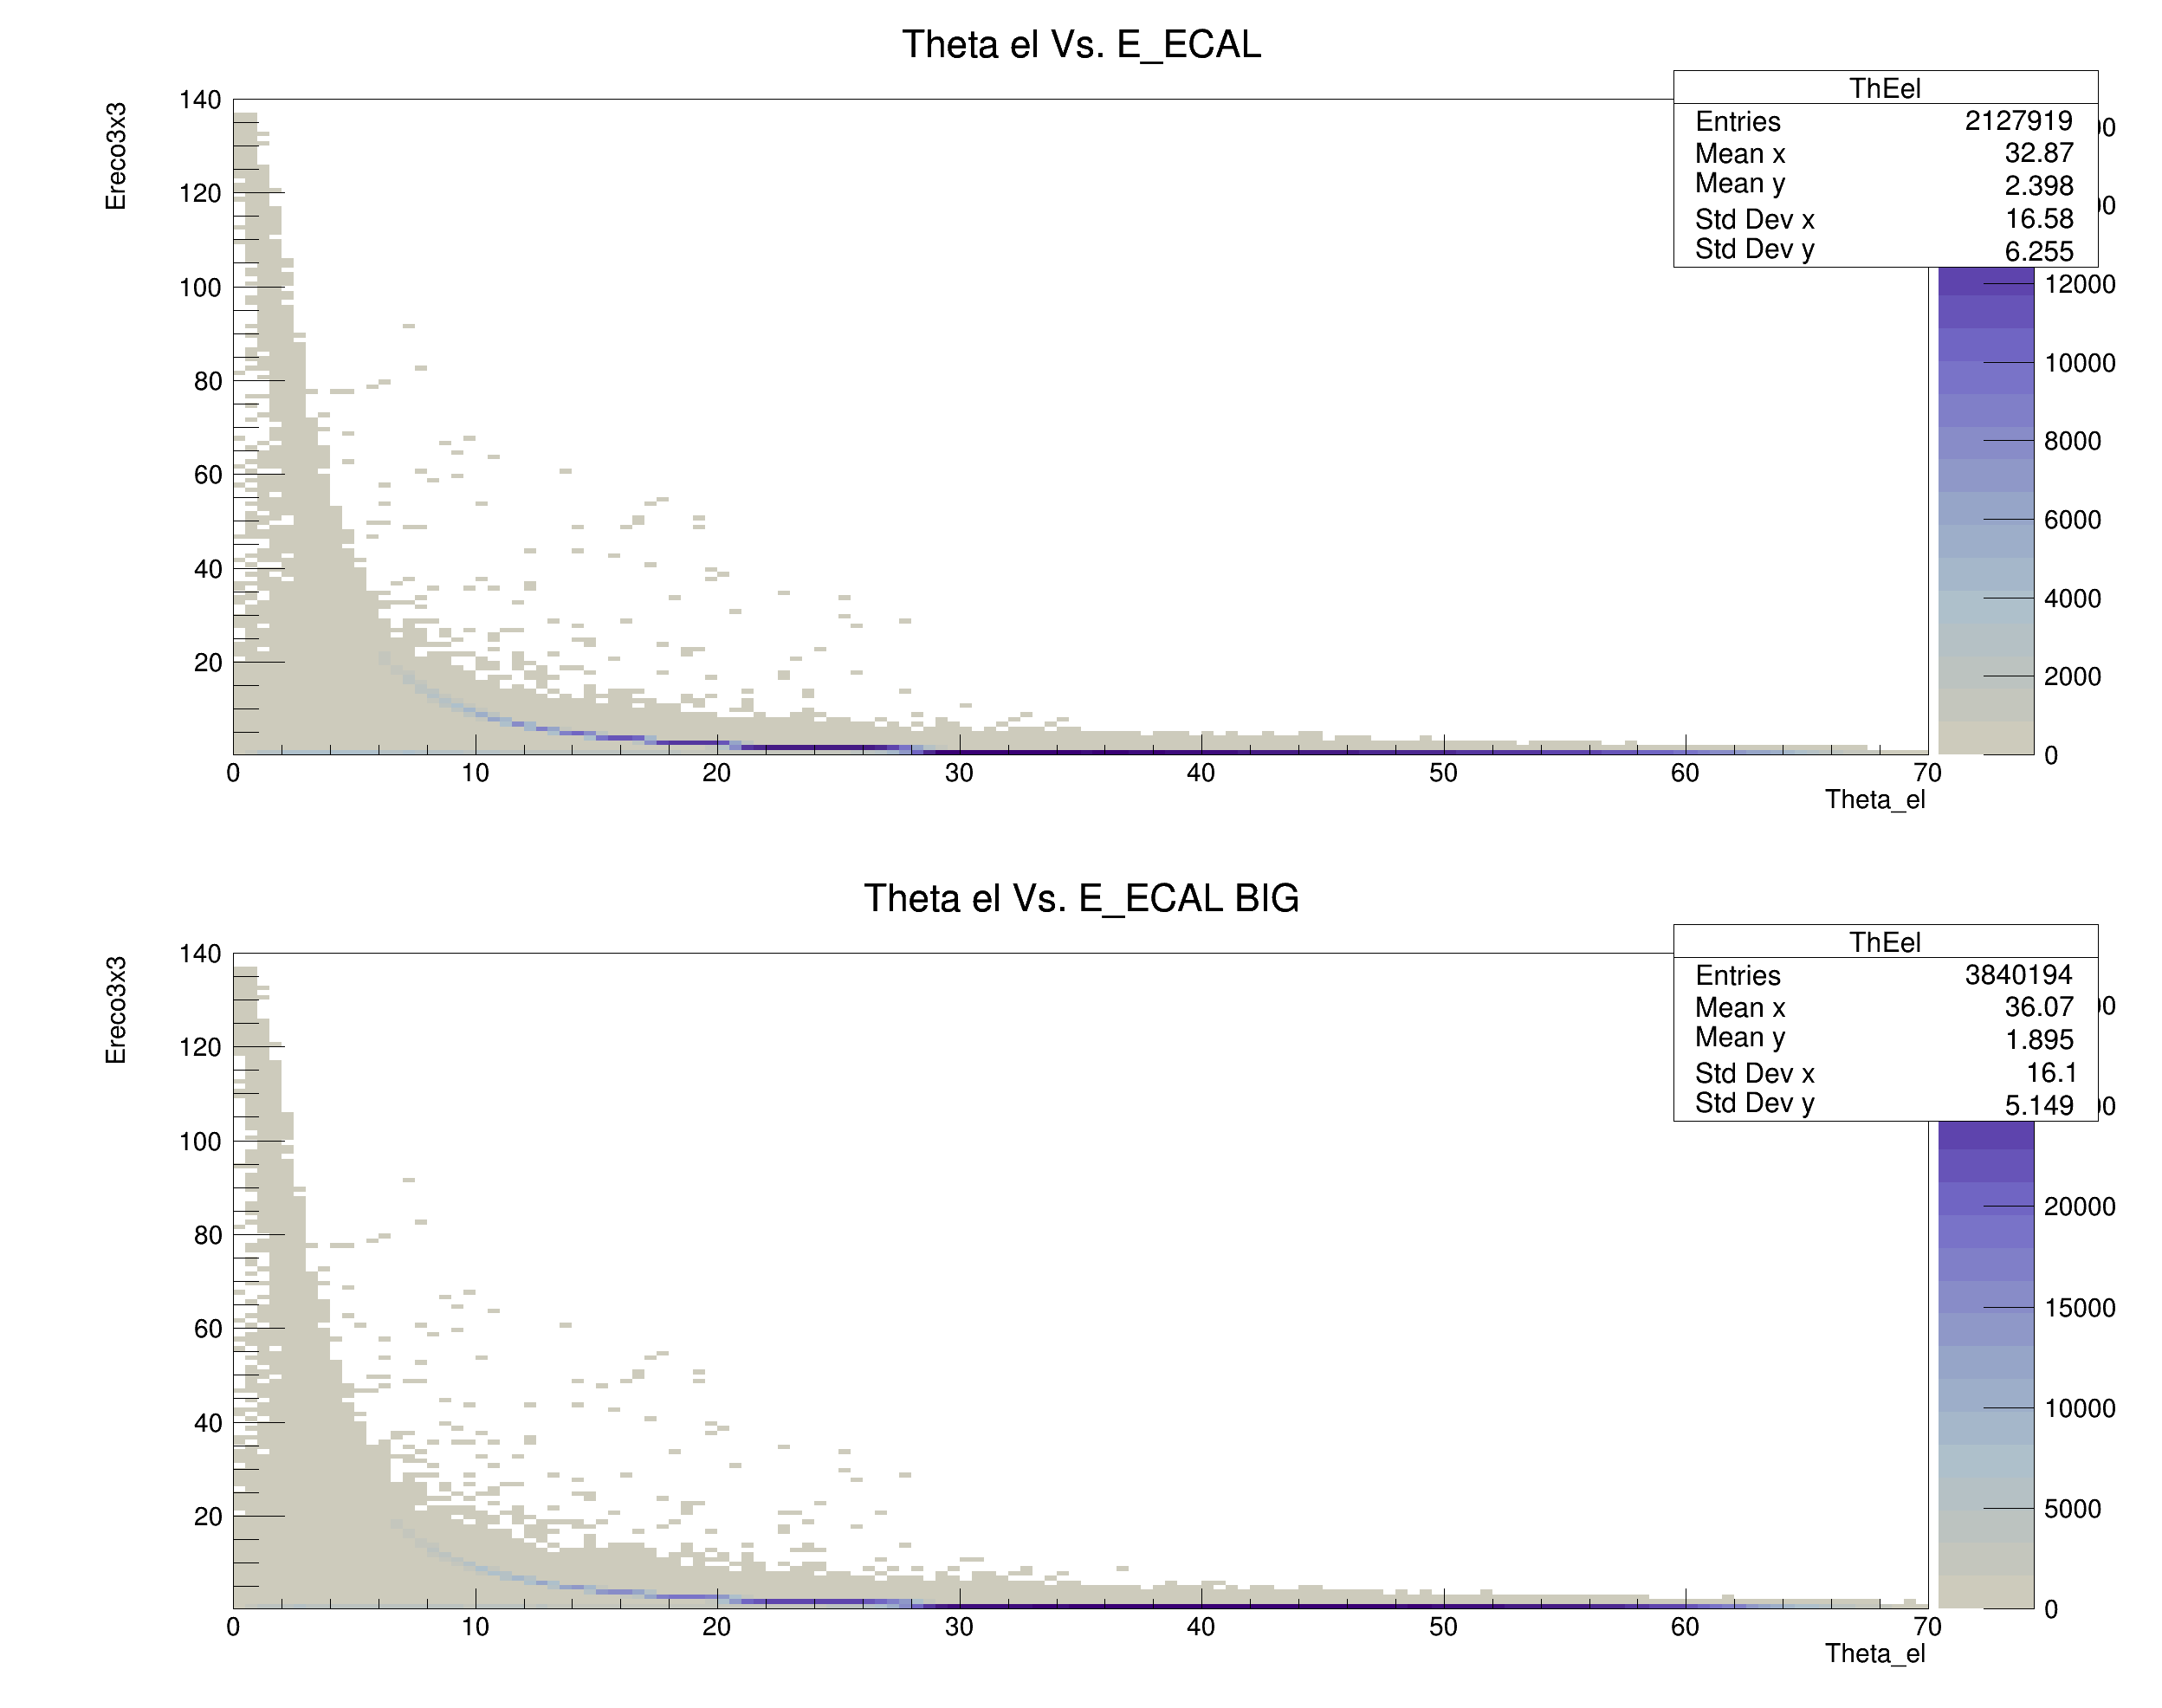 Theta el Vs. E_ECAL
ThEel
Entries 2127919
Mean x 32.87
Mean y 2.398
Std Dev x 16.58
Std Dev y 6.255
Ereco3x3
140
120
100
80
60
40
20
0 10 20 30 40 50 60 70
Theta_el
12000
10000
8000
6000
4000
2000
0
Theta el Vs. E_ECAL BIG
ThEel
Entries 3840194
Mean x 36.07
Mean y 1.895
Std Dev x 16.1
Std Dev y 5.149
Ereco3x3
140
120
100
80
60
40
20
0 10 20 30 40 50 60 70
Theta_el
20000
15000
10000
5000
0